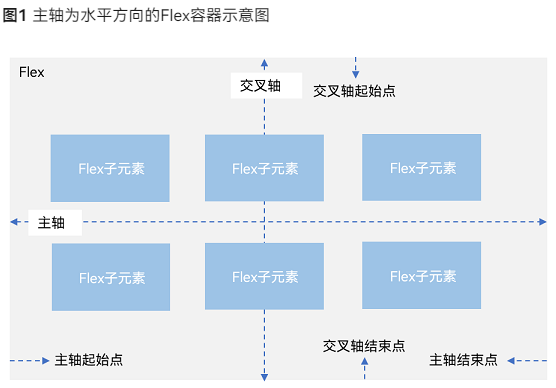 图1 主轴为水平方向的Flex容器示意图
Flex
交叉轴
交叉轴起始点
Flex子元素
Flex子元素
Flex子元素
主轴
Flex子元素
Flex子元素
Flex子元素
交叉轴结束点
主轴起始点
主轴结束点